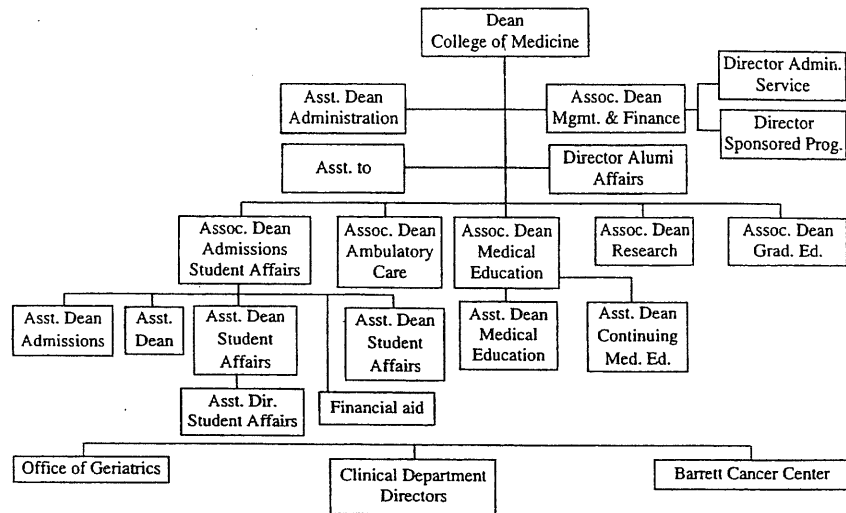 Dean
College of Medicine
Director Admin.
Service
Asst. Dean
Administration
Assoc. Dean
Mgmt. & Finance
Director
Sponsored Prog.
Asst. to
Director Alumi
Affairs
Assoc. Dean
Admissions
Student Affairs
Assoc. Dean
Ambulatory
Care
Assoc. Dean
Medical
Education
Assoc. Dean
Research
Assoc. Dean
Grad. Ed.
Asst. Dean
Admissions
Asst.
Dean
Asst. Dean
Student
Affairs
Asst. Dean
Student
Affairs
Asst. Dean
Medical
Education
Asst. Dean
Continuing
Med. Ed.
Asst. Dir.
Student Affairs
Financial aid
Office of Geriatrics
Clinical Department
Directors
Barrett Cancer Center